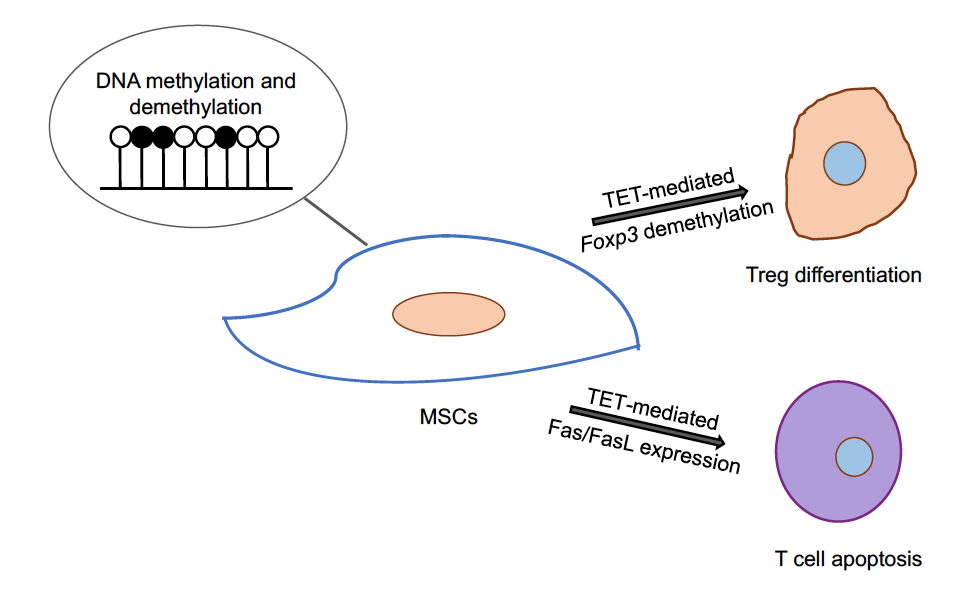 DNA methylation and
demethylation
TET-mediated
Foxp3 demethylation
Treg differentiation
MSCs
TET-mediated
Fas/FasL expression
T cell apoptosis